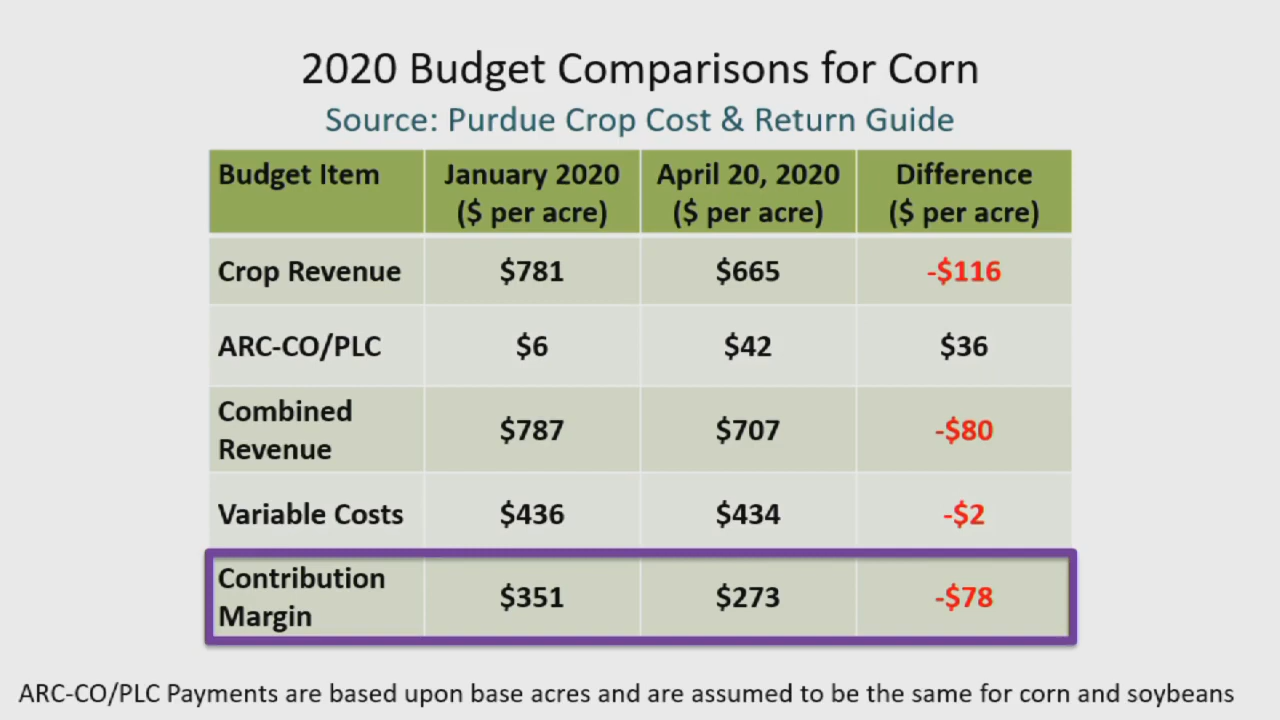 2020 Budget Comparisons for Corn
Source: Purdue Crop Cost & Return Guide
Budget Item January 2020 April 20, 2020 Difference
($ per acre) ($ per acre) ($ per acre)
Crop Revenue $781 $665 -$116
ARC-CO/PLC $6 $42 $36
Combined
Revenue $787 $707 -$80
Variable Costs $436 $434 -$2
Contribution
Margin $351 $273 -$78
ARC-CO/PLC Payments are based upon base acres and are assumed to be the same for corn and soybeans